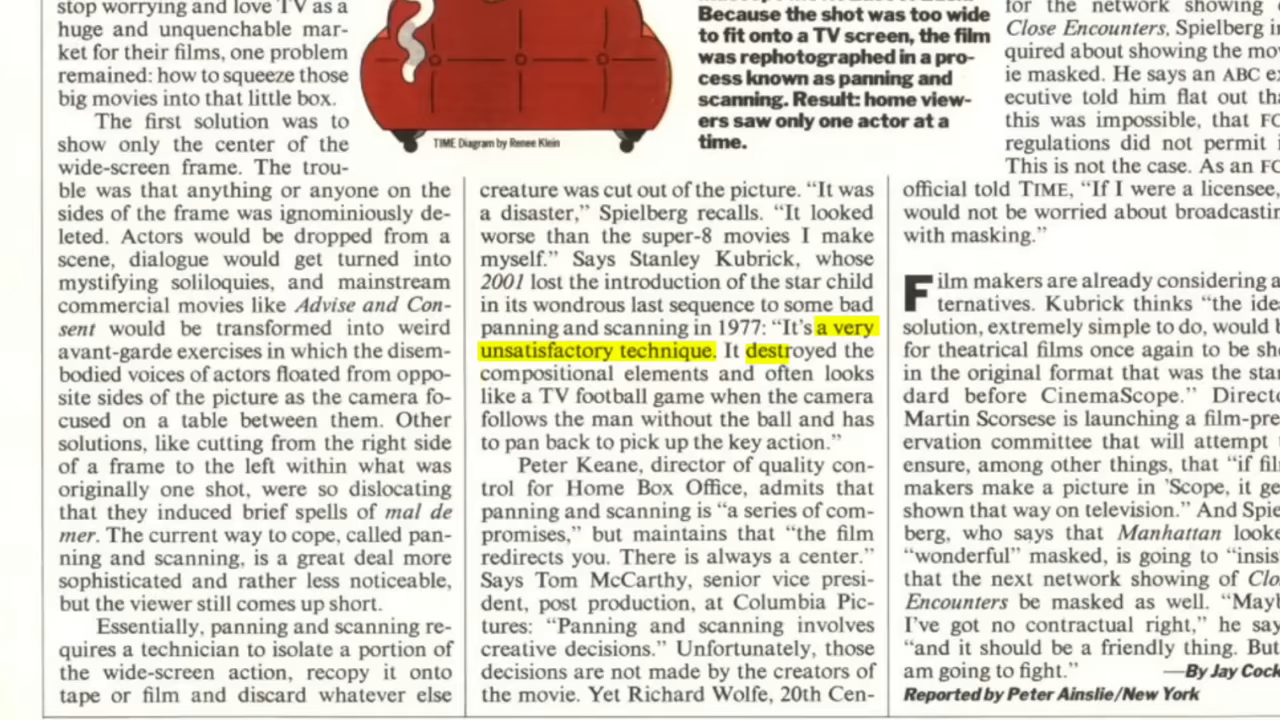 stop worrying and love TV as a
huge and unquenchable mar-
ket for their films, one problem
remained: how to squeeze those
big movies into that little box.
The first solution was to
show only the center of the
wide-screen frame. The trou-
ble was that anything or anyone on the
sides of the frame was ignominiously de-
leted. Actors would be dropped from a
scene, dialogue would get turned into
mystifying soliloquies, and mainstream
commercial movies like Advise and Con-
sent would be transformed into weird
avant-garde exercises in which the disem-
bodied voices of actors floated from oppo-
site sides of the picture as the camera fo-
cused on a table between them. Other
solutions, like cutting from the right side
of a frame to the left within what was
originally one shot, were so dislocating
that they induced brief spells of mal de
mer. The current way to cope, called pan-
ning and scanning, is a great deal more
sophisticated and rather less noticeable,
but the viewer still comes up short.
Essentially, panning and scanning re-
quires a technician to isolate a portion of
the wide-screen action, recopy it onto
tape or film and discard whatever else
TIME Diagram by Renee Klein
Because the shot was too wide
to fit onto a TV screen, the film
was rephotographed in a pro-
cess known as panning and
scanning. Result: home view-
ers saw only one actor at a
time.
creature was cut out of the picture. “It was
a disaster,” Spielberg recalls. “It looked
worse than the super-8 movies I make
myself.” Says Stanley Kubrick, whose
2001 lost the introduction of the star child
in its wondrous last sequence to some bad
panning and scanning in 1977: “It’s a very
unsatisfactory technique. It destroyed the
compositional elements and often looks
like a TV football game when the camera
follows the man without the ball and has
to pan back to pick up the key action.”
Peter Keane, director of quality con-
trol for Home Box Office, admits that
panning and scanning is “a series of com-
promises,” but maintains that “the film
redirects you. There is always a center.”
Says Tom McCarthy, senior vice presi-
dent, post production, at Columbia Pic-
tures: “Panning and scanning involves
creative decisions.” Unfortunately, those
decisions are not made by the creators of
the movie. Yet Richard Wolfe, 20th Cen-
for the network showing
Close Encounters, Spielberg in
quired about showing the mo
ie masked. He says an ABC ex
ecutive told him flat out tha
this was impossible, that FC
regulations did not permit
This is not the case. As an FC
official told TIME, “If I were a licensee,
would not be worried about broadcastin
with masking.”
Film makers are already considering a
ternatives. Kubrick thinks “the ide
solution, extremely simple to do, would b
for theatrical films once again to be sho
in the original format that was the stan
dard before CinemaScope.” Directo
Martin Scorsese is launching a film-pre
ervation committee that will attempt
ensure, among other things, that “if fil
makers make a picture in ’Scope, it ge
shown that way on television.” And Spie
berg, who says that Manhattan looke
“wonderful” masked, is going to “insis
that the next network showing of Clo
Encounters be masked as well. “Mayb
I’ve got no contractual right,” he say
“and it should be a friendly thing. But
am going to fight.” —By Jay Cock
Reported by Peter Ainslie/New York